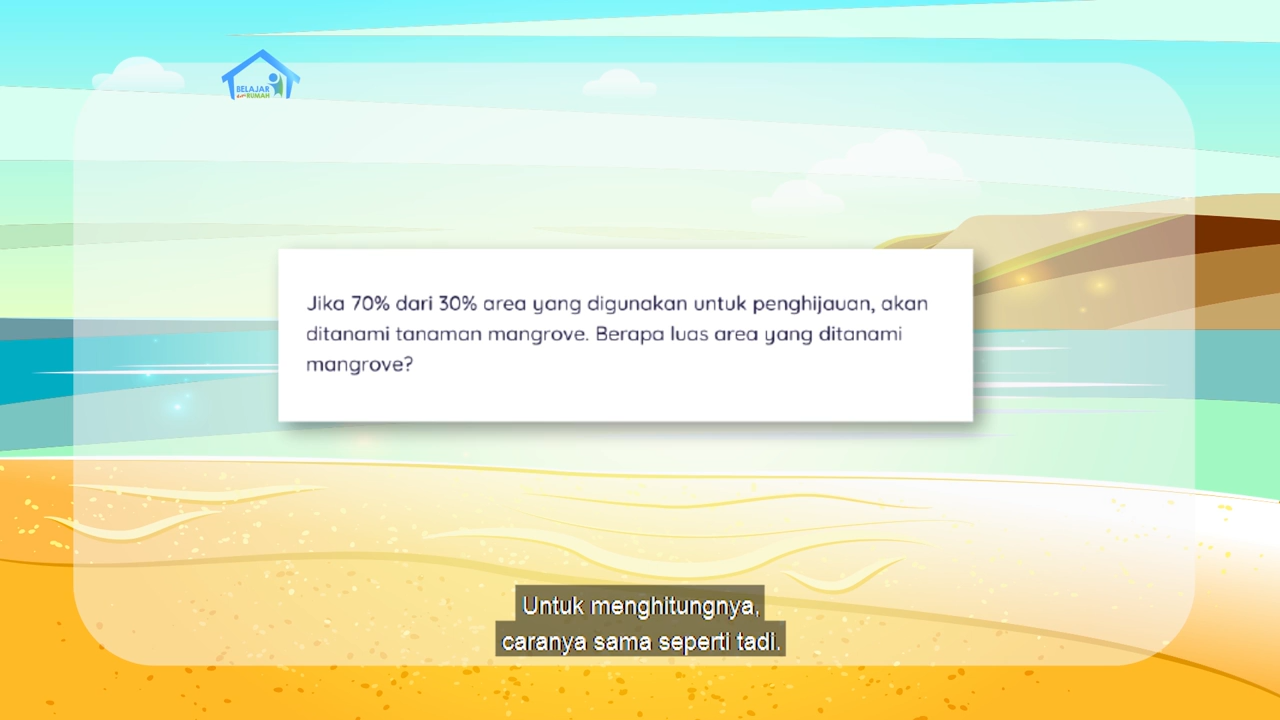 BELAJAR
dari RUMAH
Jika 70% dari 30% area yang digunakan untuk penghijauan, akan
ditanami tanaman mangrove. Berapa luas area yang ditanami
mangrove?
Untuk menghitungnya,
caranya sama seperti tadi.